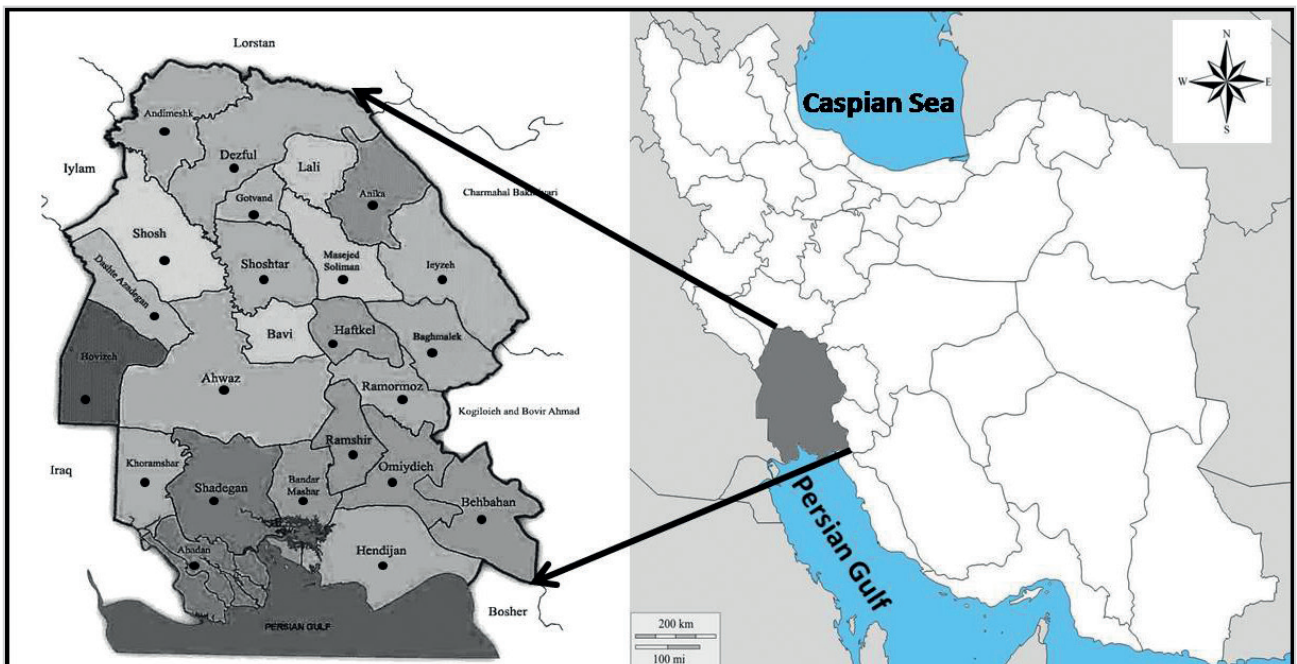 Lorstan
Andimeshk
Dezful
Lali
Iylam
Gotvand
Anika
Charmahal
Shosh
Shoshtar
Masejed
Soliman
Ieyzeh
Dashte Azadegan
Bavi
Haftkel
Baghmalek
Hovizeh
Ahwaz
Ramormoz
Kogiloieh and Bovir Ahmad
Ramshir
Iraq
Khoramshar
Omiydieh
Shadegan
Bandar
Mashar
Behbahan
Abadan
Hendijan
Bosher
PERSIAN GULF
Caspian Sea
N
W
E
S
Persian Gulf
200 km
100 mi